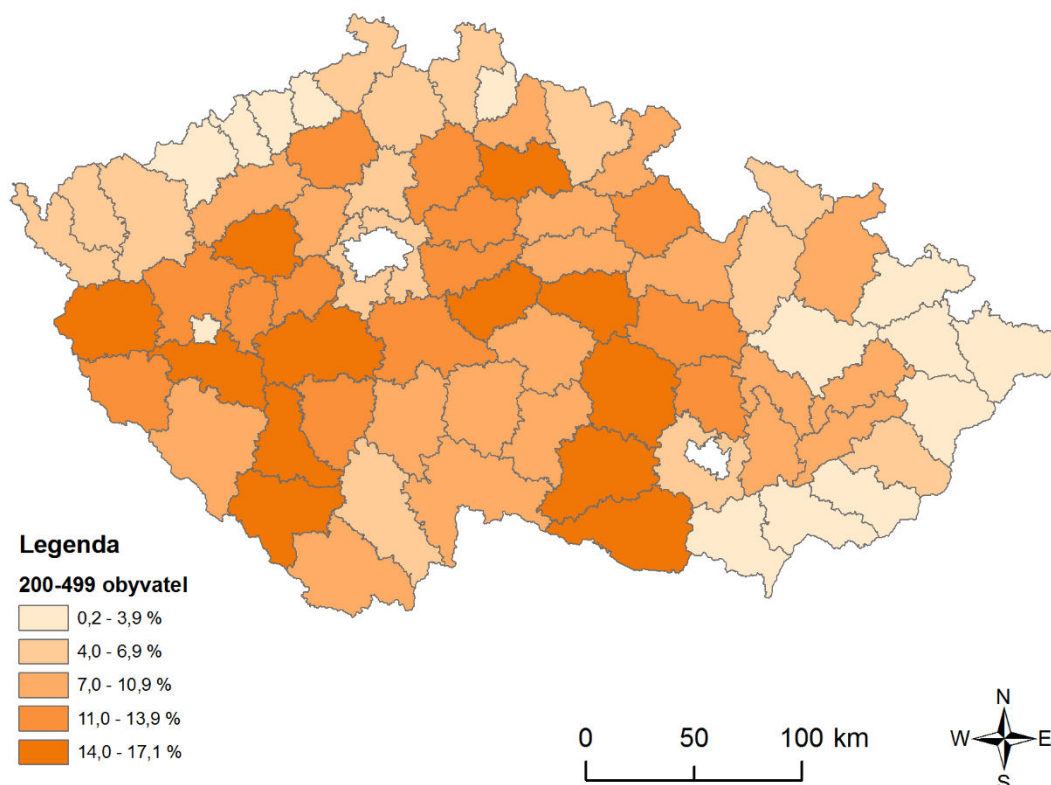 Legenda
200-499 obyvatel
0,2 - 3,9 %
4,0 - 6,9 %
7,0 - 10,9 %
11,0 - 13,9 %
14,0 - 17,1 %
0 50 100 km
N
W E
S